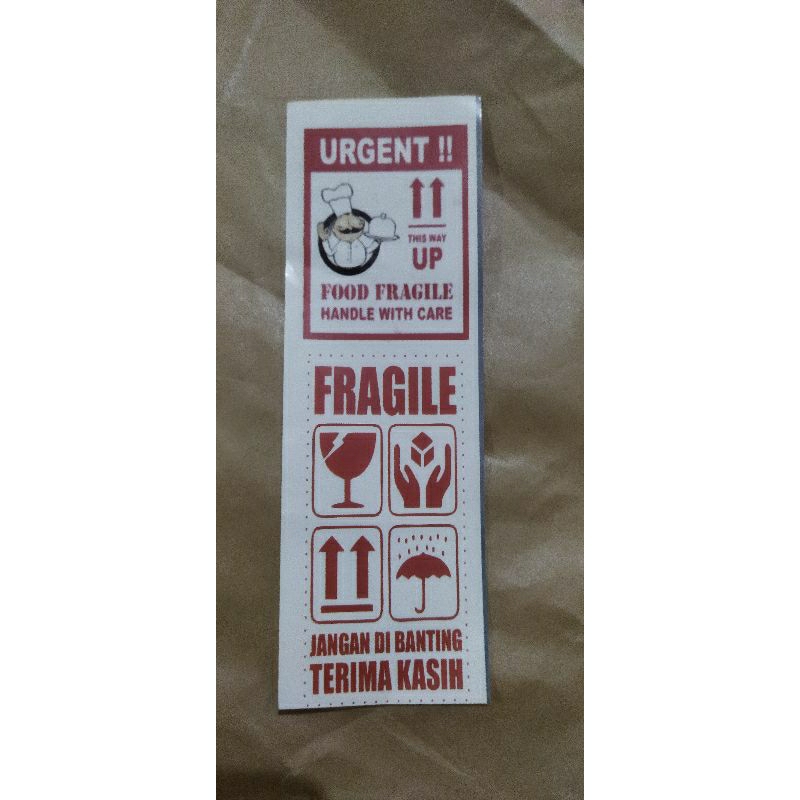 URGENT !!
THIS WAY
UP
FOOD FRAGILE
HANDLE WITH CARE
FRAGILE
JANGAN DI BANTING
TERIMA KASIH